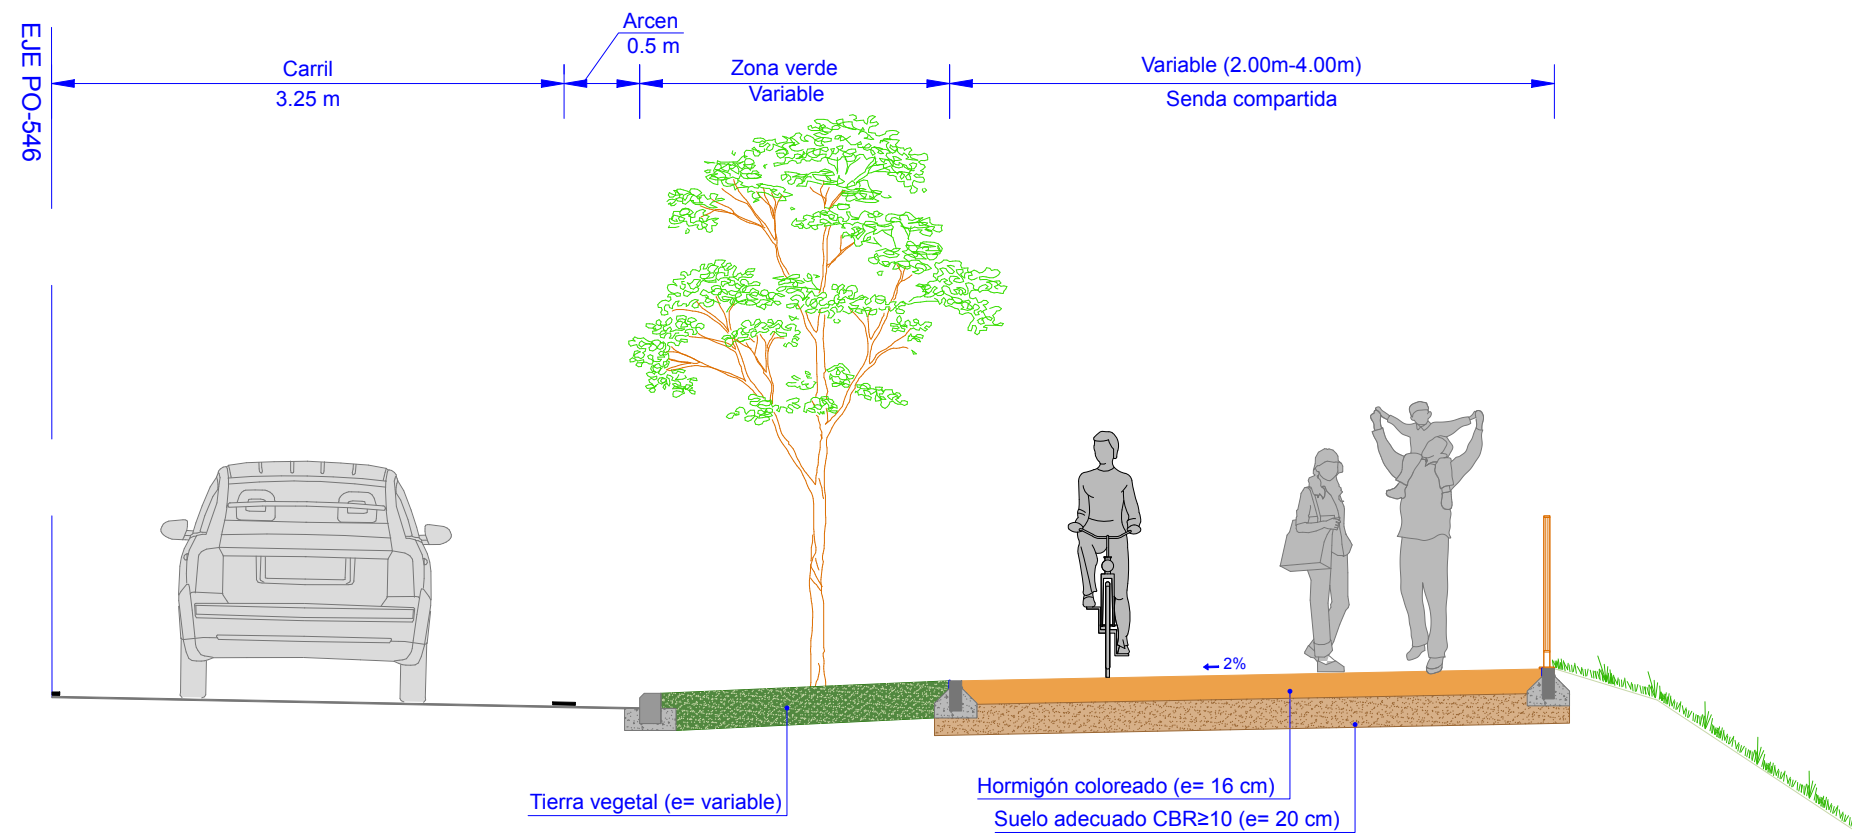 EJE PO-546
Arcen
0.5 m
Carril
3.25 m
Zona verde
Variable
Variable (2.00m-4.00m)
Senda compartida
2%
Tierra vegetal (e= variable)
Hormigón coloreado (e= 16 cm)
Suelo adecuado CBR≥10 (e= 20 cm)